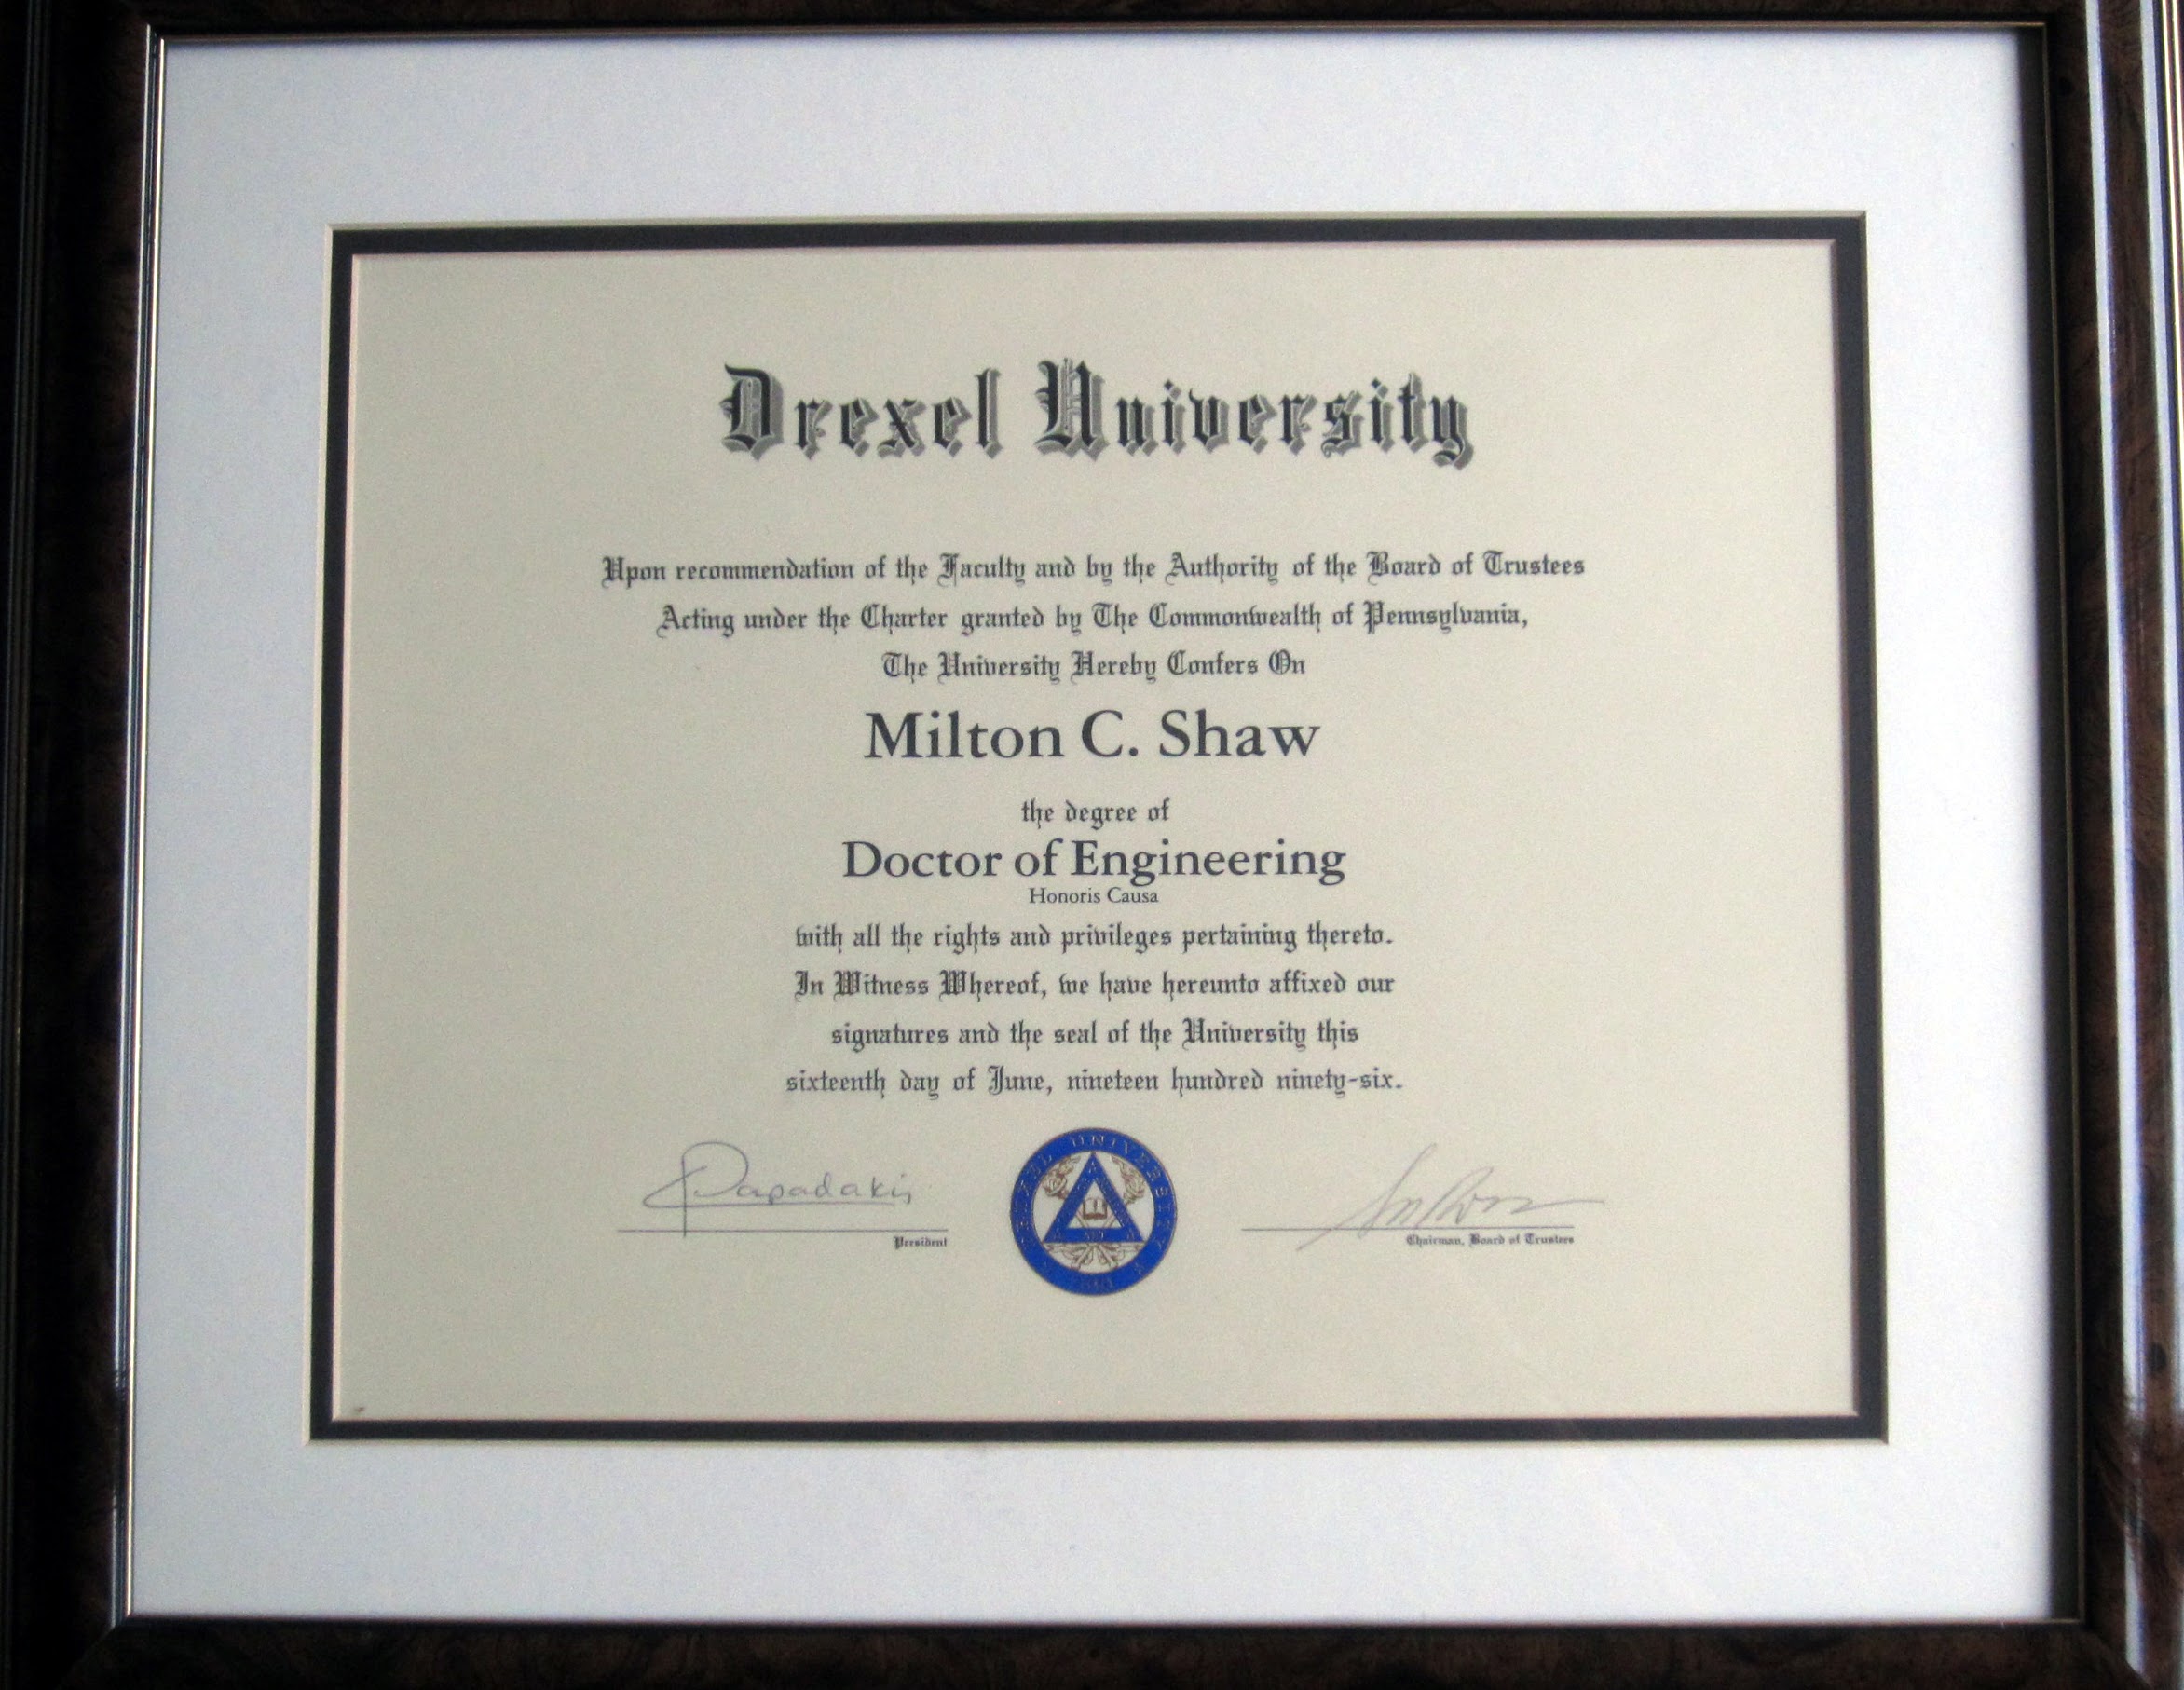 Drexel University
Upon recommendation of the Faculty and by the Authority of the Board of Trustees
Acting under the Charter granted by The Commonwealth of Pennsylvania,
The University Hereby Confers On
Milton C. Shaw
the degree of
Doctor of Engineering
Honoris Causa
with all the rights and privileges pertaining thereto.
In Witness Whereof, we have hereunto affixed our
signatures and the seal of the University this
sixteenth day of June, nineteen hundred ninety-six.
Papadakis
President
DREXEL UNIVERSITY
Chairman, Board of Trustees